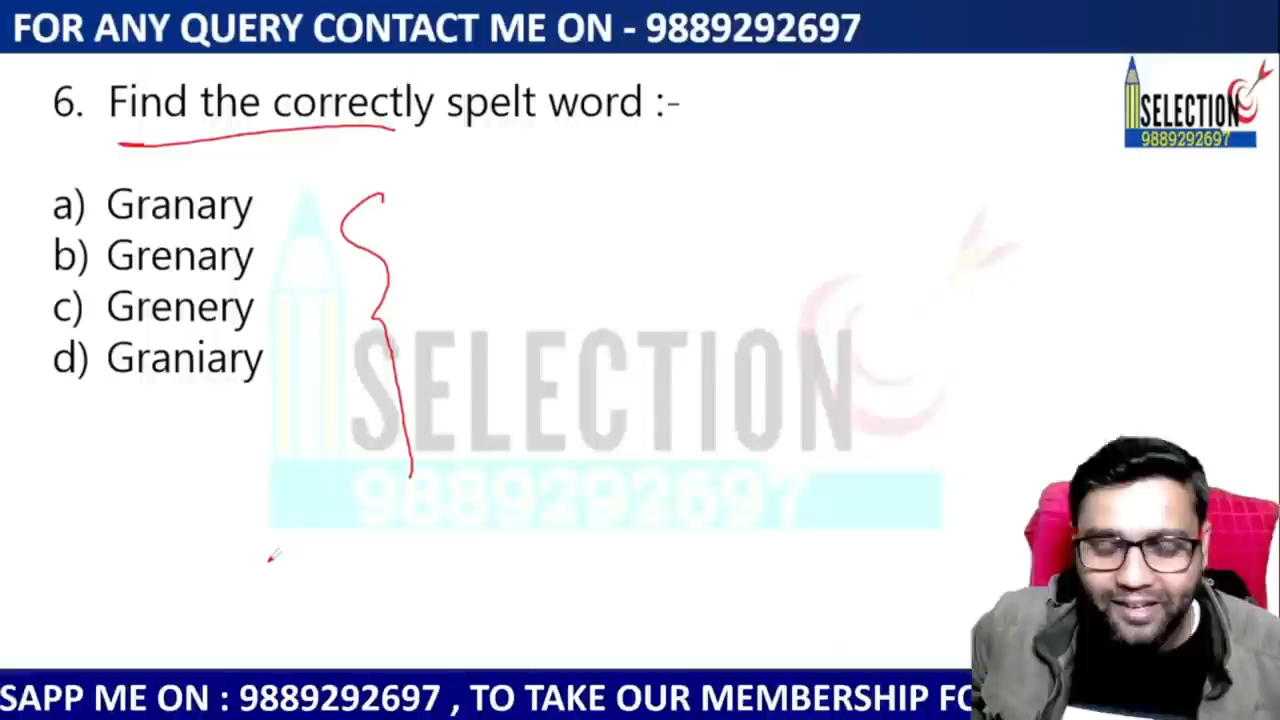 FOR ANY QUERY CONTACT ME ON - 9889292697
6. Find the correctly spelt word :-
SELECTION
9889292697
a) Granary
b) Grenary
c) Grenery
d) Graniary
SELECTION
9889292697
SAPP ME ON : 9889292697 , TO TAKE OUR MEMBERSHIP FO